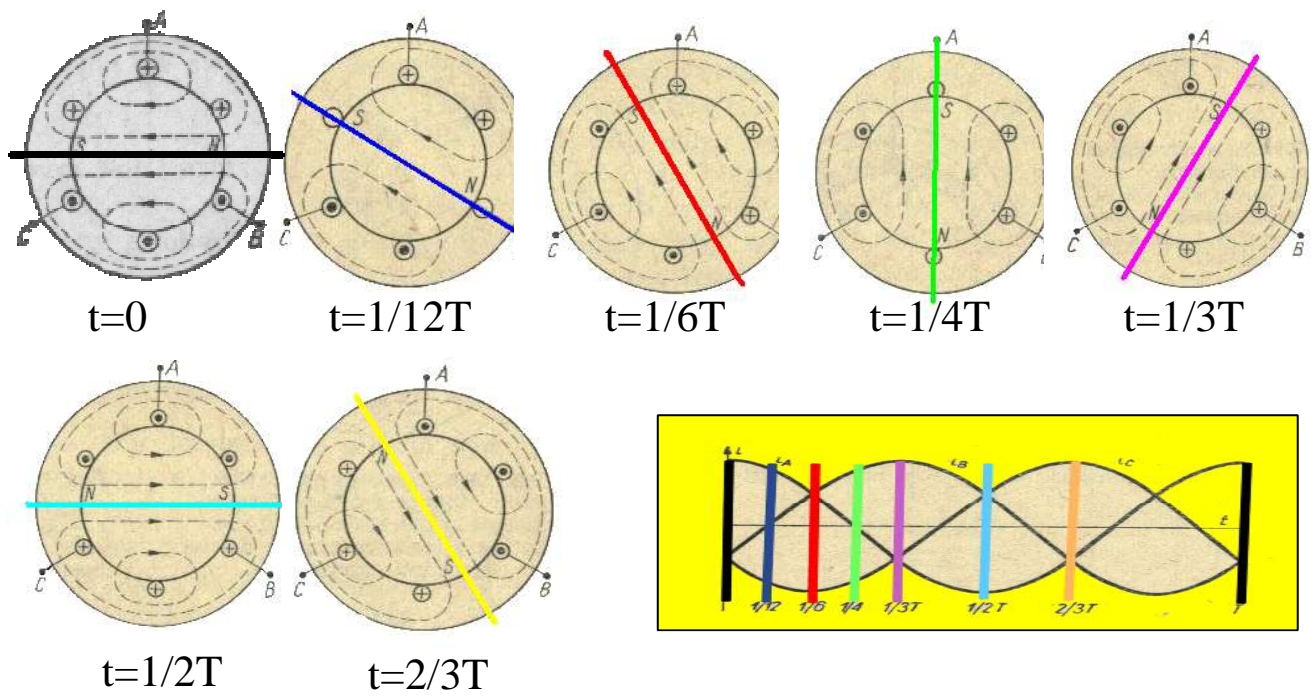 A
S N
C B
t=0
A
S
N
C
t=1/12T
S
A
N
C
t=1/6T
A
S
N
C
t=1/4T
A
S
N
C B
t=1/3T
A
N S
C B
t=1/2T
A
N
S
C B
t=2/3T
i iA iB iC
t
1/12 1/6 1/4 1/3T 1/2T 2/3T T